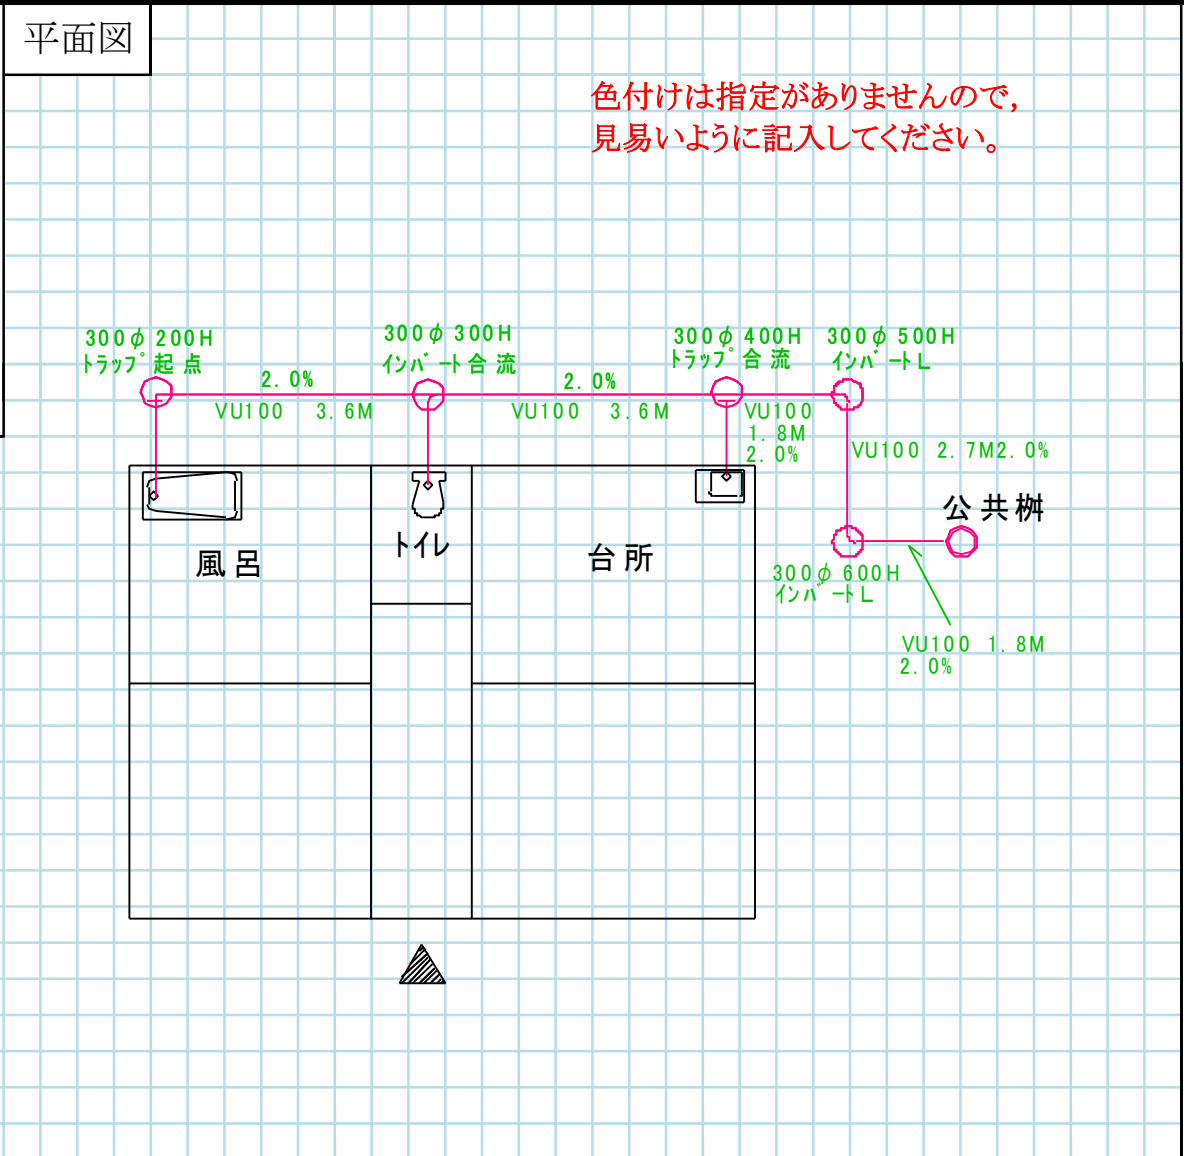 平面図
色付けは指定がありませんので,
見易いように記入してください。
300φ 200H
トラップ起点
300φ 300H
インバート合流
300φ 400H
トラップ合流
300φ 500H
インバートL
2.0%
VU100 3.6M
2.0%
VU100 3.6M
VU100
1.8M
2.0%
VU100 2.7M2.0%
公共桝
風呂
トイレ
台所
300φ 600H
インバートL
VU100 1.8M
2.0%